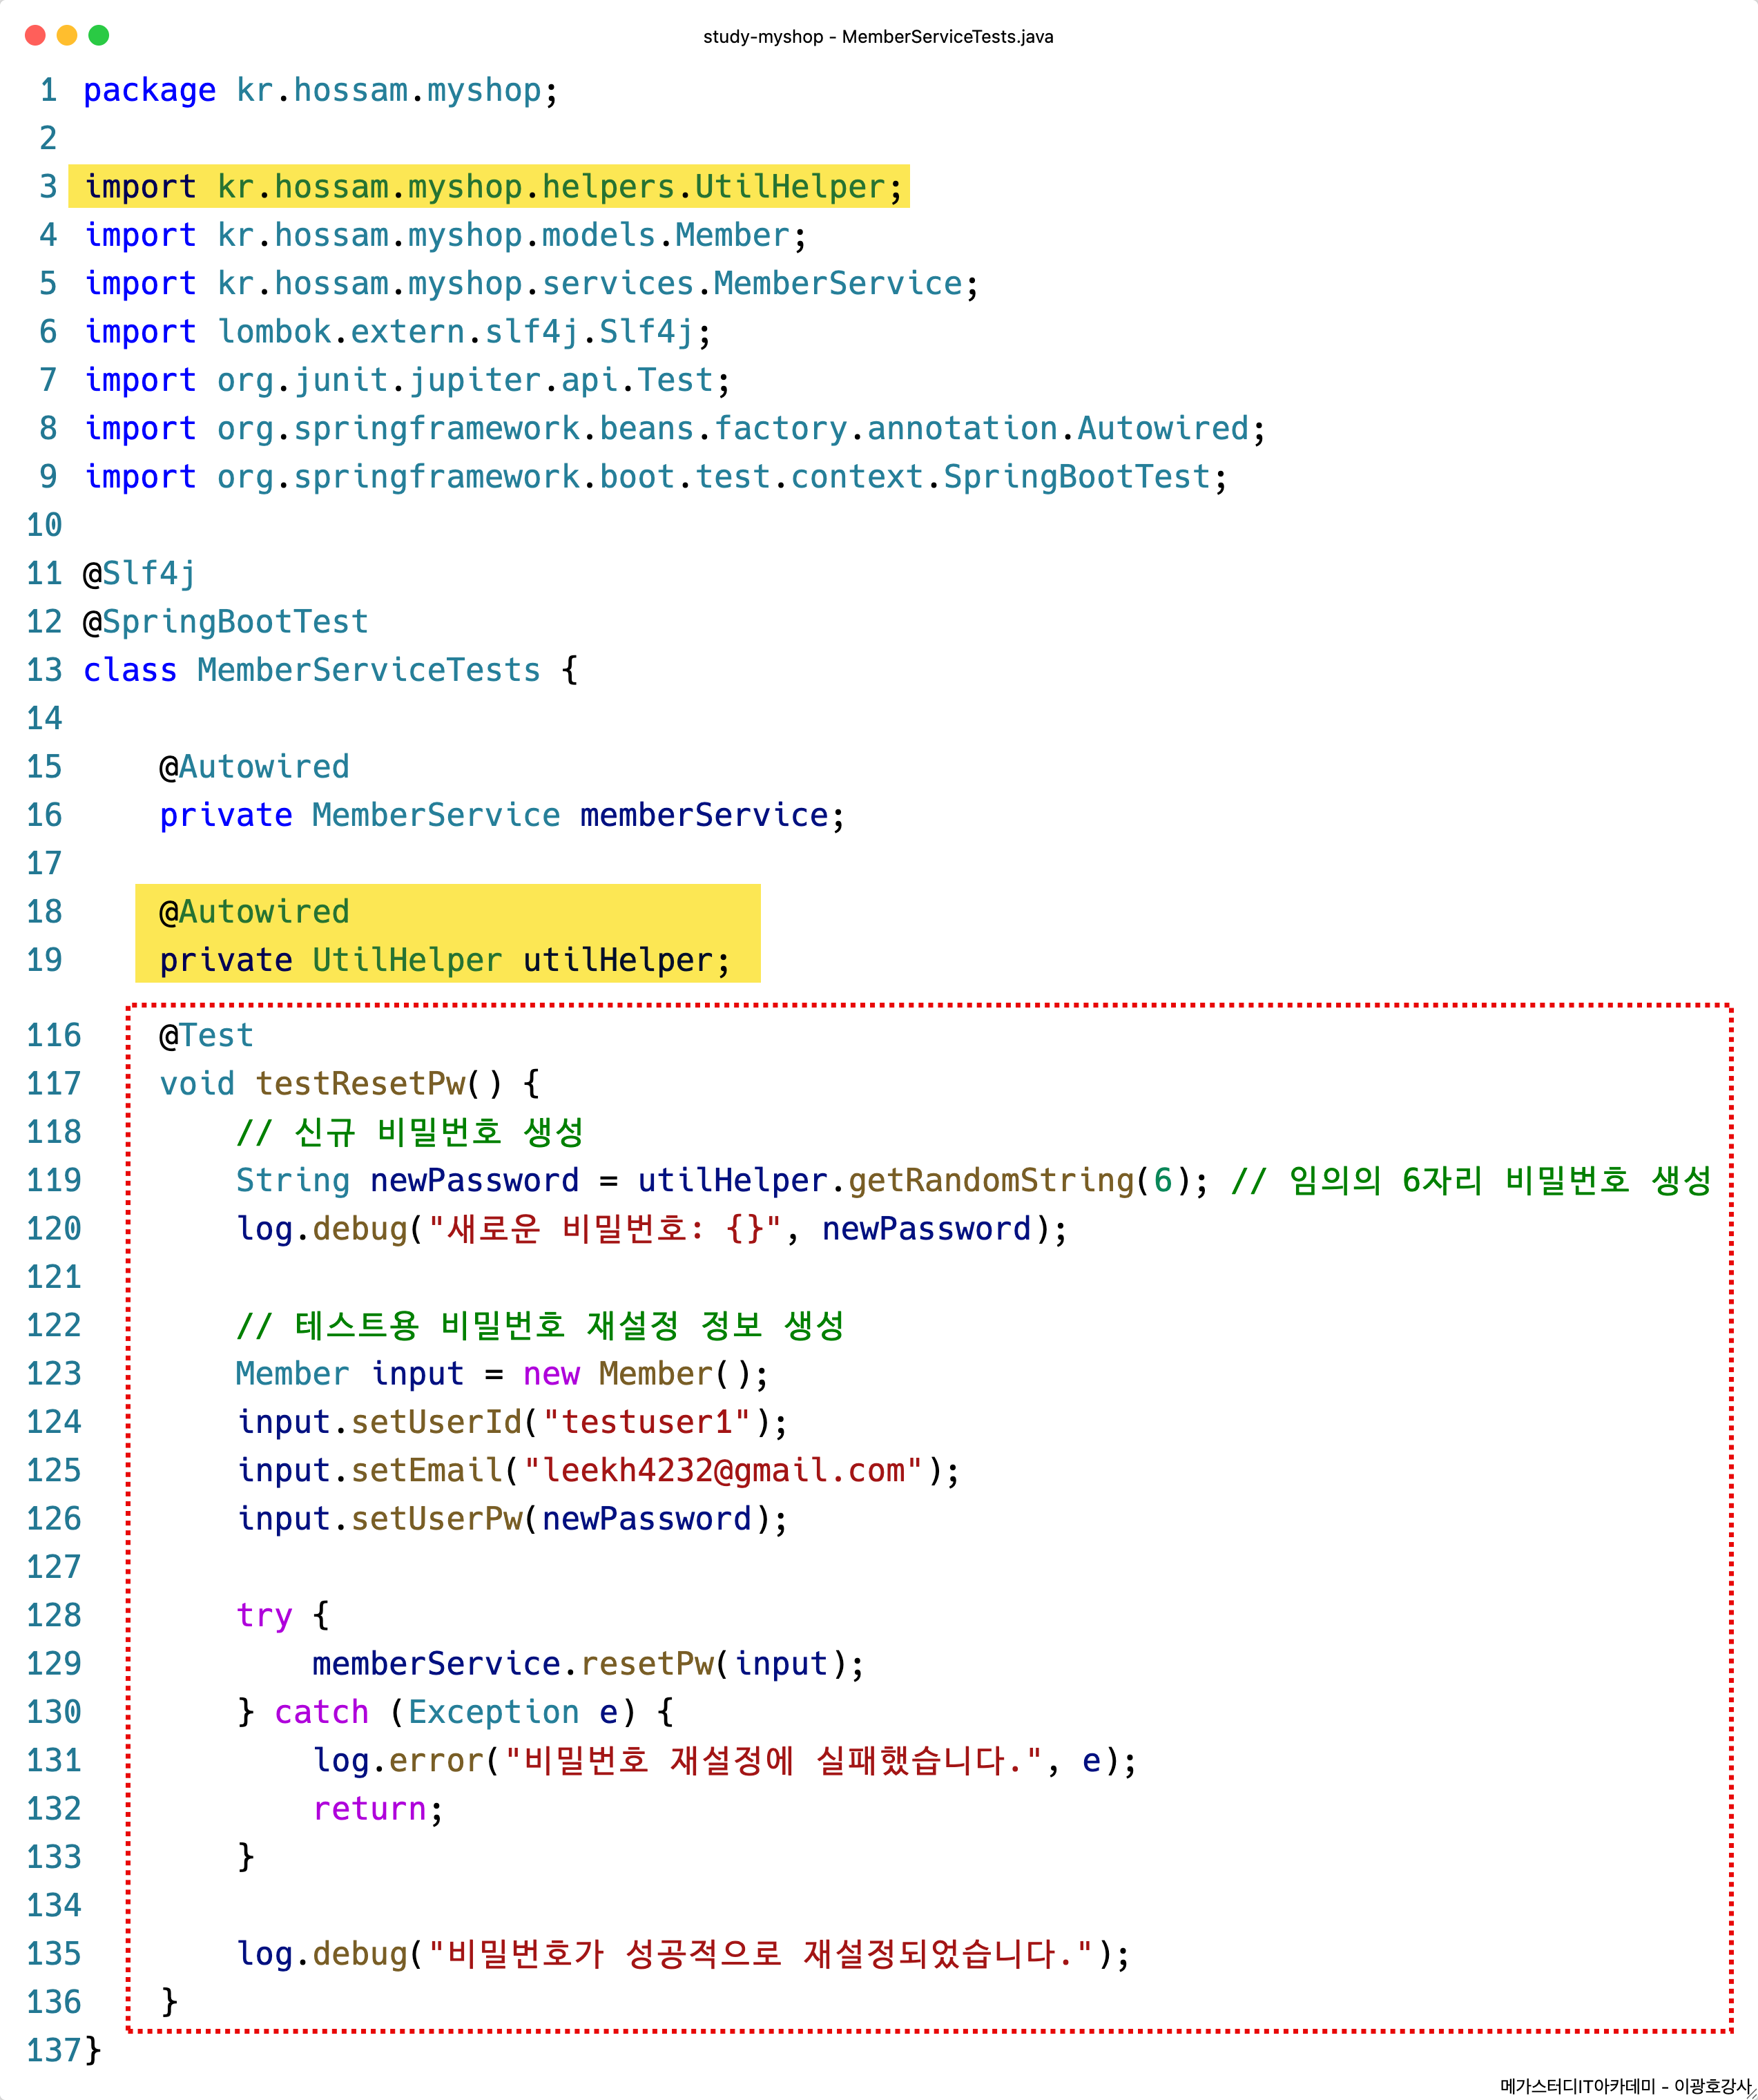 study-myshop - MemberServiceTests.java
1 package kr.hossam.myshop;
2
3 import kr.hossam.myshop.helpers.UtilHelper;
4 import kr.hossam.myshop.models.Member;
5 import kr.hossam.myshop.services.MemberService;
6 import lombok.extern.slf4j.Slf4j;
7 import org.junit.jupiter.api.Test;
8 import org.springframework.beans.factory.annotation.Autowired;
9 import org.springframework.boot.test.context.SpringBootTest;
10
11 @Slf4j
12 @SpringBootTest
13 class MemberServiceTests {
14
15     @Autowired
16     private MemberService memberService;
17
18     @Autowired
19     private UtilHelper utilHelper;
116     @Test
117     void testResetPw() {
118         // 신규 비밀번호 생성
119         String newPassword = utilHelper.getRandomString(6); // 임의의 6자리 비밀번호 생성
120         log.debug("새로운 비밀번호: {}", newPassword);
121
122         // 테스트용 비밀번호 재설정 정보 생성
123         Member input = new Member();
124         input.setUserId("testuser1");
125         input.setEmail("leekh4232@gmail.com");
126         input.setUserPw(newPassword);
127
128         try {
129             memberService.resetPw(input);
130         } catch (Exception e) {
131             log.error("비밀번호 재설정에 실패했습니다.", e);
132             return;
133         }
134
135         log.debug("비밀번호가 성공적으로 재설정되었습니다.");
136     }
137 }
메가스터디IT아카데미 - 이광호강사